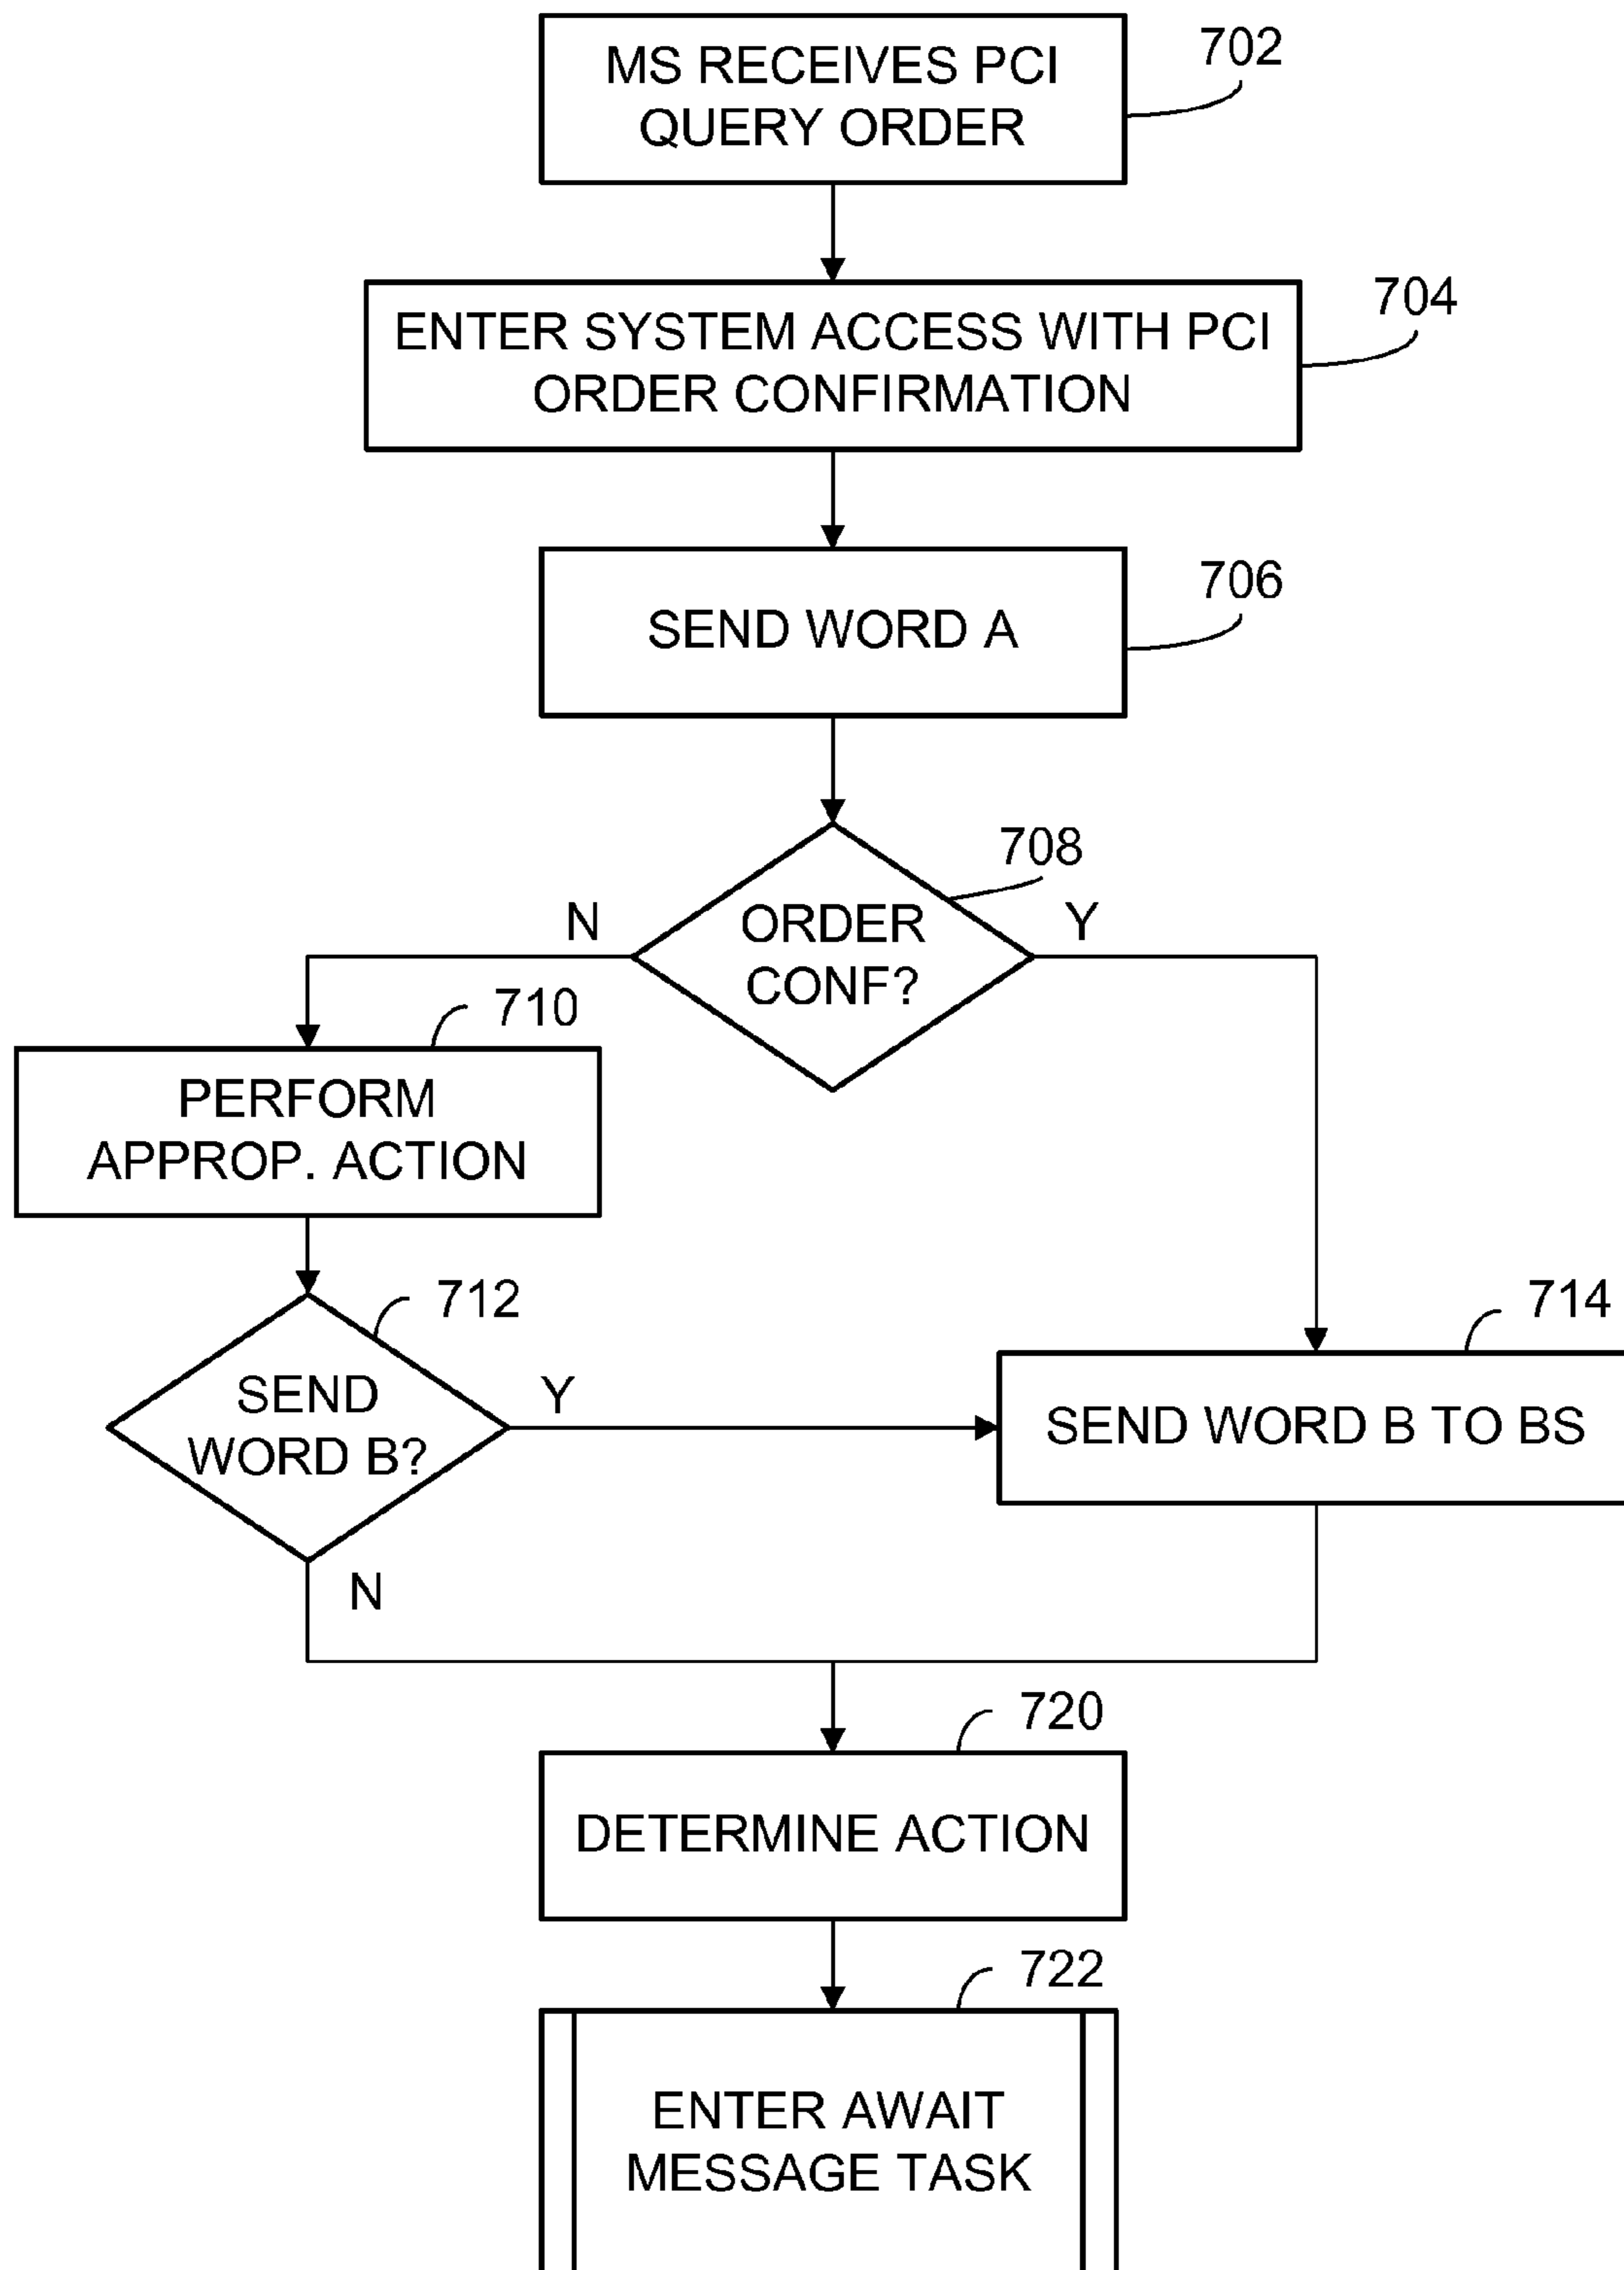 MS RECEIVES PCI
QUERY ORDER
702
ENTER SYSTEM ACCESS WITH PCI
ORDER CONFIRMATION
704
SEND WORD A
706
708
N
ORDER
CONF?
Y
710
PERFORM
APPROP. ACTION
712
SEND
WORD B?
Y
N
714
SEND WORD B TO BS
720
DETERMINE ACTION
722
ENTER AWAIT
MESSAGE TASK